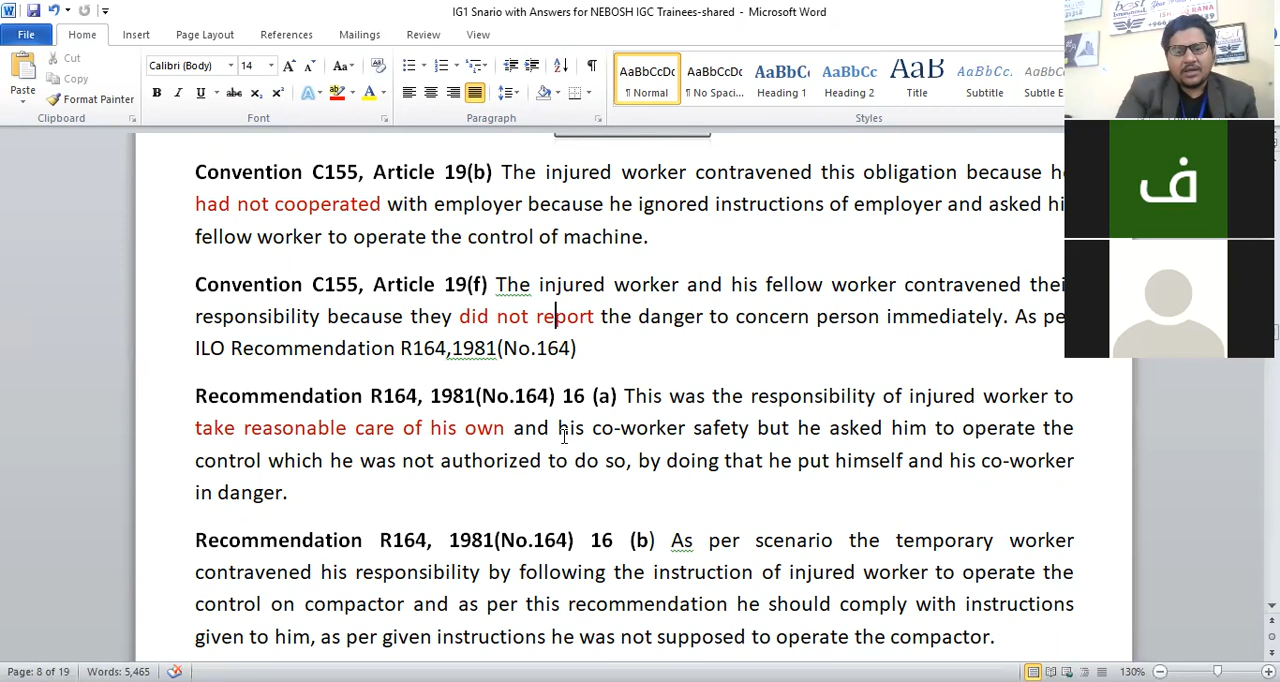 IG1 Snario with Answers for NEBOSH IGC Trainees-shared - Microsoft Word
File Home Insert Page Layout References Mailings Review View
Cut
Copy
Paste
Format Painter
Clipboard
Calibri (Body) 14
Font
Paragraph
AaBbCcDc AaBbCcDc AaBbCc AaBbCc AaB AaBbCc. AaBbCc
¶ Normal ¶ No Spaci... Heading 1 Heading 2 Title Subtitle Subtle E
Styles
Convention C155, Article 19(b) The injured worker contravened this obligation because he
had not cooperated with employer because he ignored instructions of employer and asked hi
fellow worker to operate the control of machine.
Convention C155, Article 19(f) The injured worker and his fellow worker contravened thei
responsibility because they did not report the danger to concern person immediately. As pe
ILO Recommendation R164,1981(No.164)
Recommendation R164, 1981(No.164) 16 (a) This was the responsibility of injured worker to
take reasonable care of his own and his co-worker safety but he asked him to operate the
control which he was not authorized to do so, by doing that he put himself and his co-worker
in danger.
Recommendation R164, 1981(No.164) 16 (b) As per scenario the temporary worker
contravened his responsibility by following the instruction of injured worker to operate the
control on compactor and as per this recommendation he should comply with instructions
given to him, as per given instructions he was not supposed to operate the compactor.
ف
Page: 8 of 19 Words: 5,465 130%